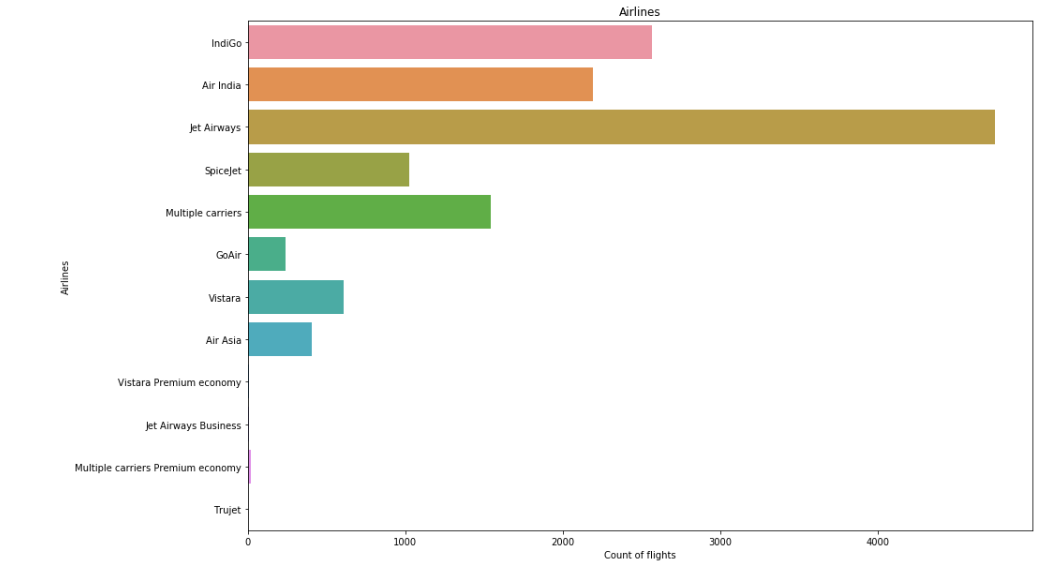 Airlines
IndiGo
Air India
Jet Airways
SpiceJet
Multiple carriers
GoAir
Vistara
Air Asia
Vistara Premium economy
Jet Airways Business
Multiple carriers Premium economy
Trujet
Airlines
0 1000 2000 3000 4000
Count of flights